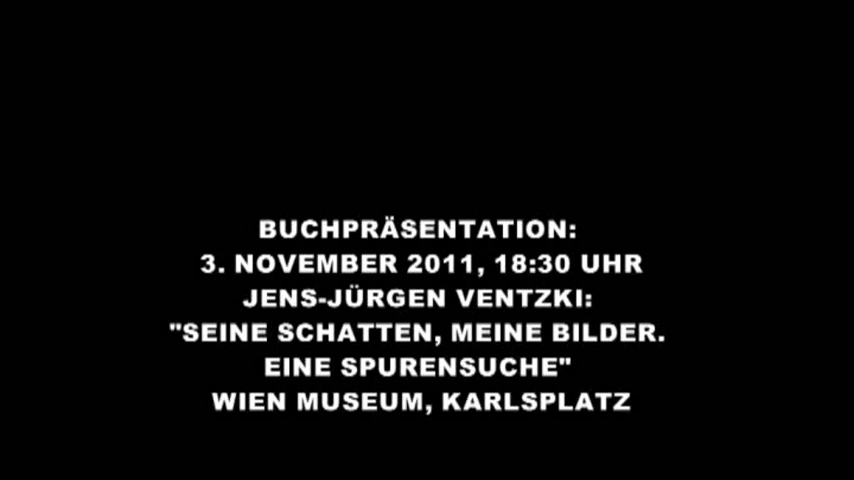 BUCHPRÄSENTATION:
3. NOVEMBER 2011, 18:30 UHR
JENS-JÜRGEN VENTZKI:
"SEINE SCHATTEN, MEINE BILDER.
EINE SPURENSUCHE"
WIEN MUSEUM, KARLSPLATZ